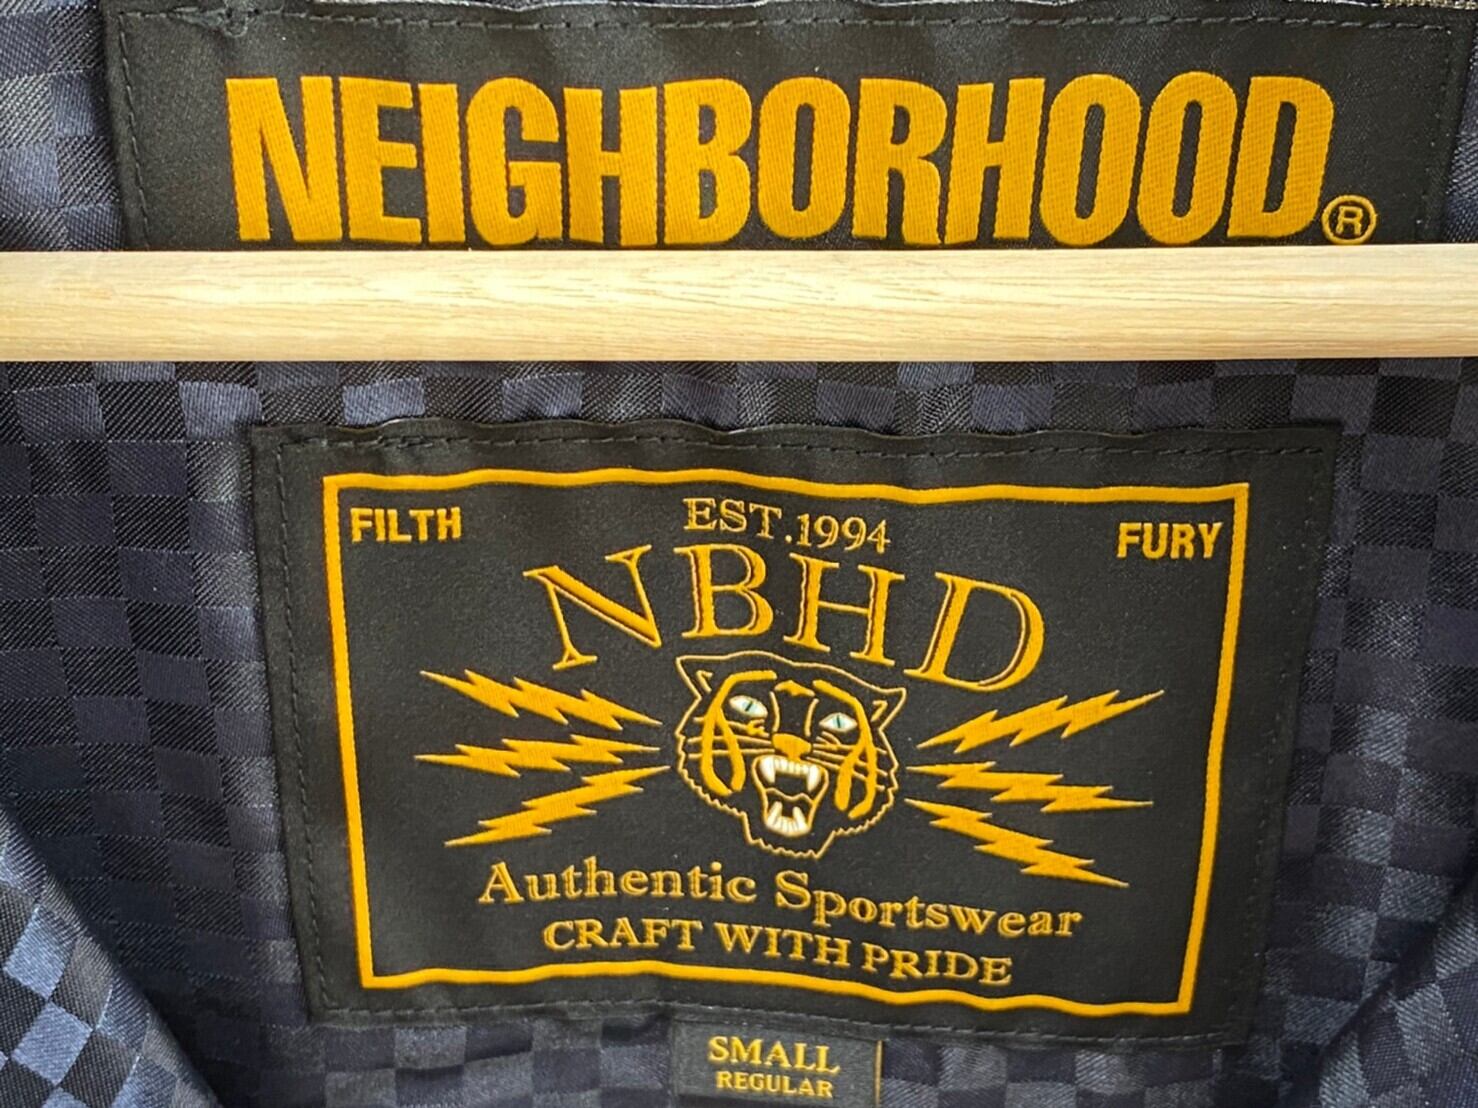 NEIGHBORHOOD®
FILTH
EST.1994
FURY
NBHD
Authentic Sportswear
CRAFT WITH PRIDE
SMALL
REGULAR